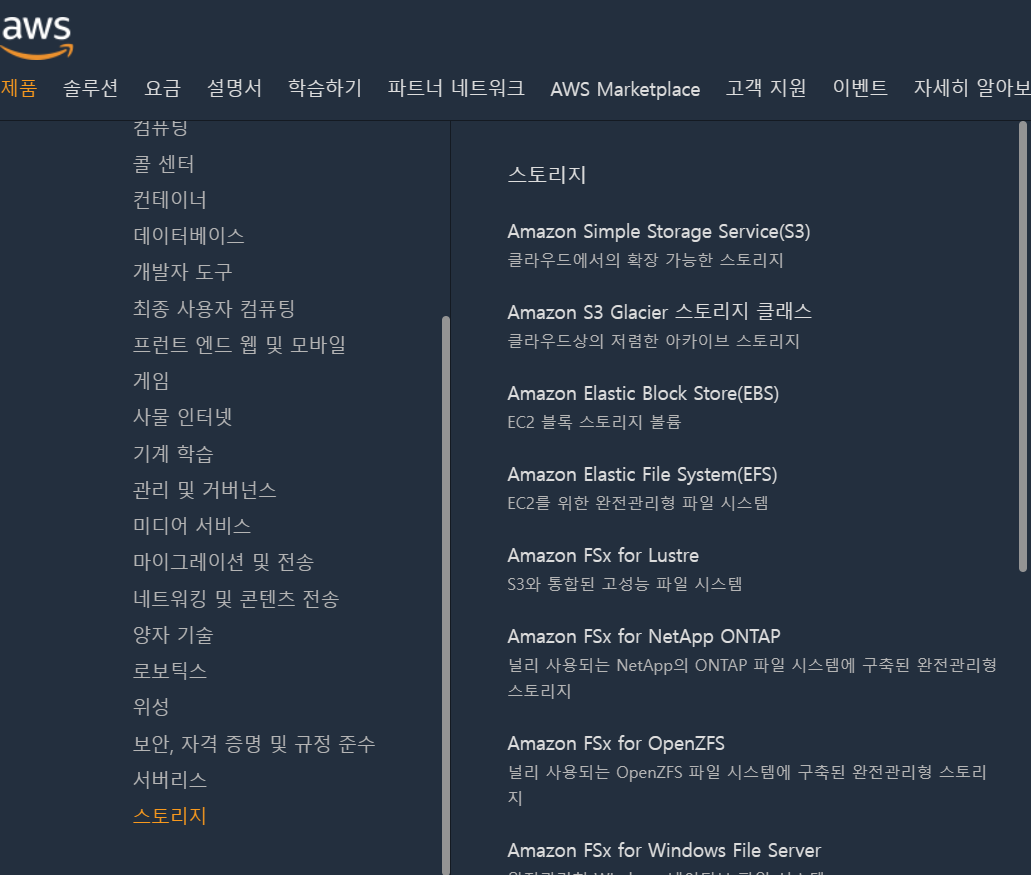 aws
제품 솔루션 요금 설명서 학습하기 파트너 네트워크 AWS Marketplace 고객 지원 이벤트 자세히 알아보
컴퓨팅
콜 센터
컨테이너
데이터베이스
개발자 도구
최종 사용자 컴퓨팅
프런트 엔드 웹 및 모바일
게임
사물 인터넷
기계 학습
관리 및 거버넌스
미디어 서비스
마이그레이션 및 전송
네트워킹 및 콘텐츠 전송
양자 기술
로보틱스
위성
보안, 자격 증명 및 규정 준수
서버리스
스토리지
스토리지
Amazon Simple Storage Service(S3)
클라우드에서의 확장 가능한 스토리지
Amazon S3 Glacier 스토리지 클래스
클라우드상의 저렴한 아카이브 스토리지
Amazon Elastic Block Store(EBS)
EC2 블록 스토리지 볼륨
Amazon Elastic File System(EFS)
EC2를 위한 완전관리형 파일 시스템
Amazon FSx for Lustre
S3와 통합된 고성능 파일 시스템
Amazon FSx for NetApp ONTAP
널리 사용되는 NetApp의 ONTAP 파일 시스템에 구축된 완전관리형
스토리지
Amazon FSx for OpenZFS
널리 사용되는 OpenZFS 파일 시스템에 구축된 완전관리형 스토리
지
Amazon FSx for Windows File Server